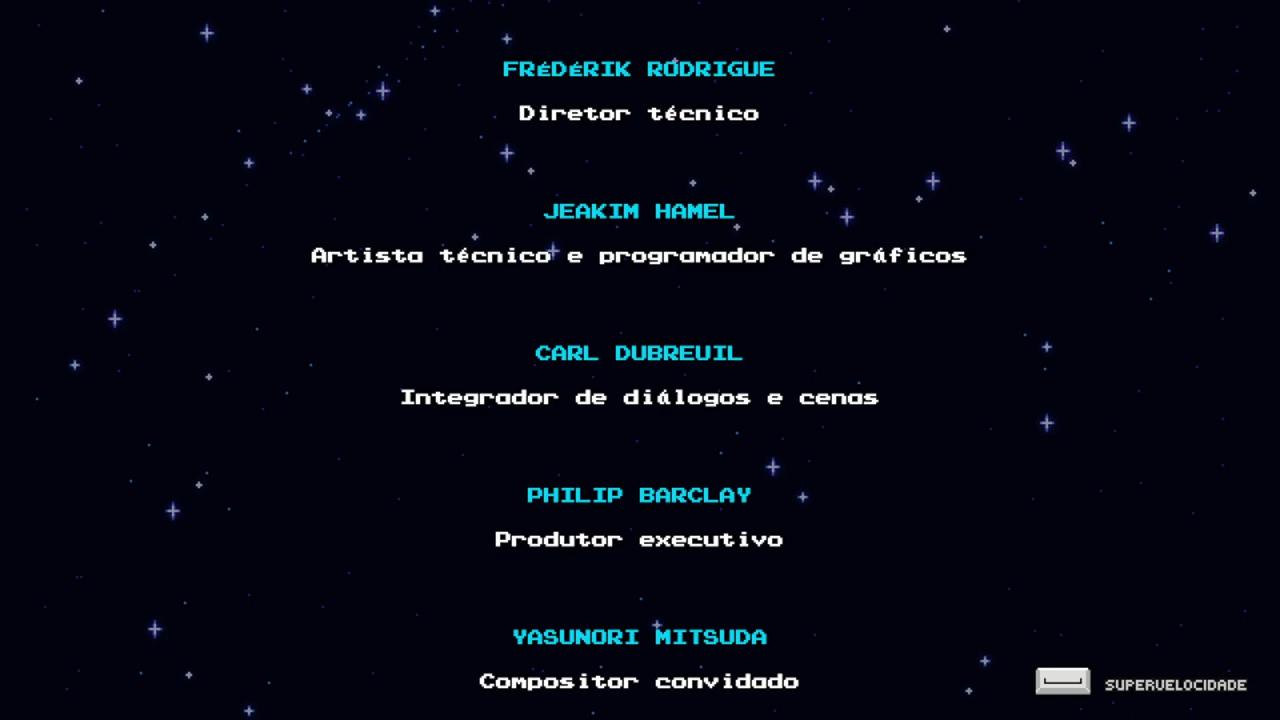 FRéDéRIK RODRIGUE
Diretor técnico
JEAKIM HAMEL
Artista técnico e programador de gráficos
CARL DUBREUIL
Integrador de diálogos e cenas
PHILIP BARCLAY
Produtor executivo
YASUNORI MITSUDA
Compositor convidado
SUPERVELOCIDADE